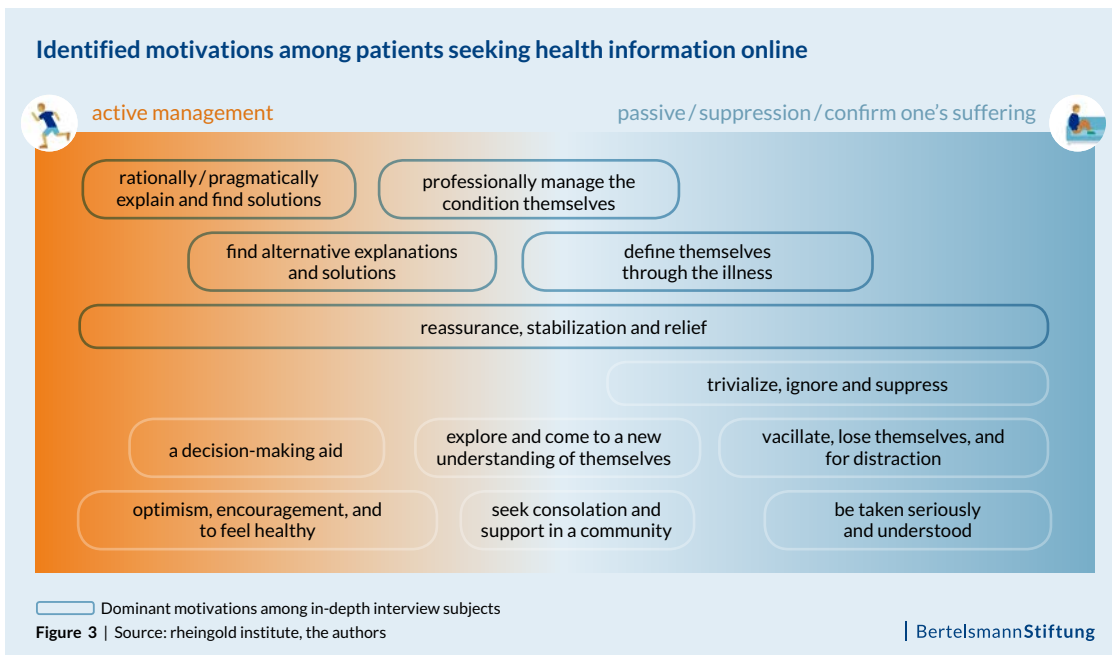 Identified motivations among patients seeking health information online
active management
passive / suppression / confirm one's suffering
rationally / pragmatically
explain and find solutions
professionally manage the
condition themselves
find alternative explanations
and solutions
define themselves
through the illness
reassurance, stabilization and relief
trivialize, ignore and suppress
a decision-making aid
explore and come to a new
understanding of themselves
vacillate, lose themselves, and
for distraction
optimism, encouragement, and
to feel healthy
seek consolation and
support in a community
be taken seriously
and understood
Dominant motivations among in-depth interview subjects
Figure 3 | Source: rheingold institute, the authors
BertelsmannStiftung